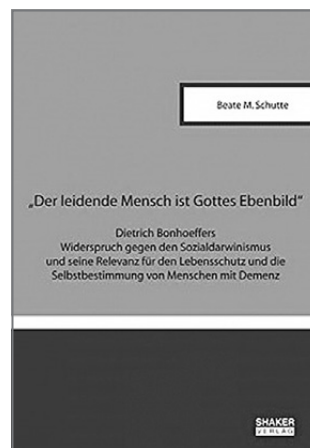 Beate M. Schutte
„Der leidende Mensch ist Gottes Ebenbild“
Dietrich Bonhoeffers
Widerspruch gegen den Sozialdarwinismus
und seine Relevanz für den Lebensschutz und die
Selbstbestimmung von Menschen mit Demenz
SHAKER
VERLAG